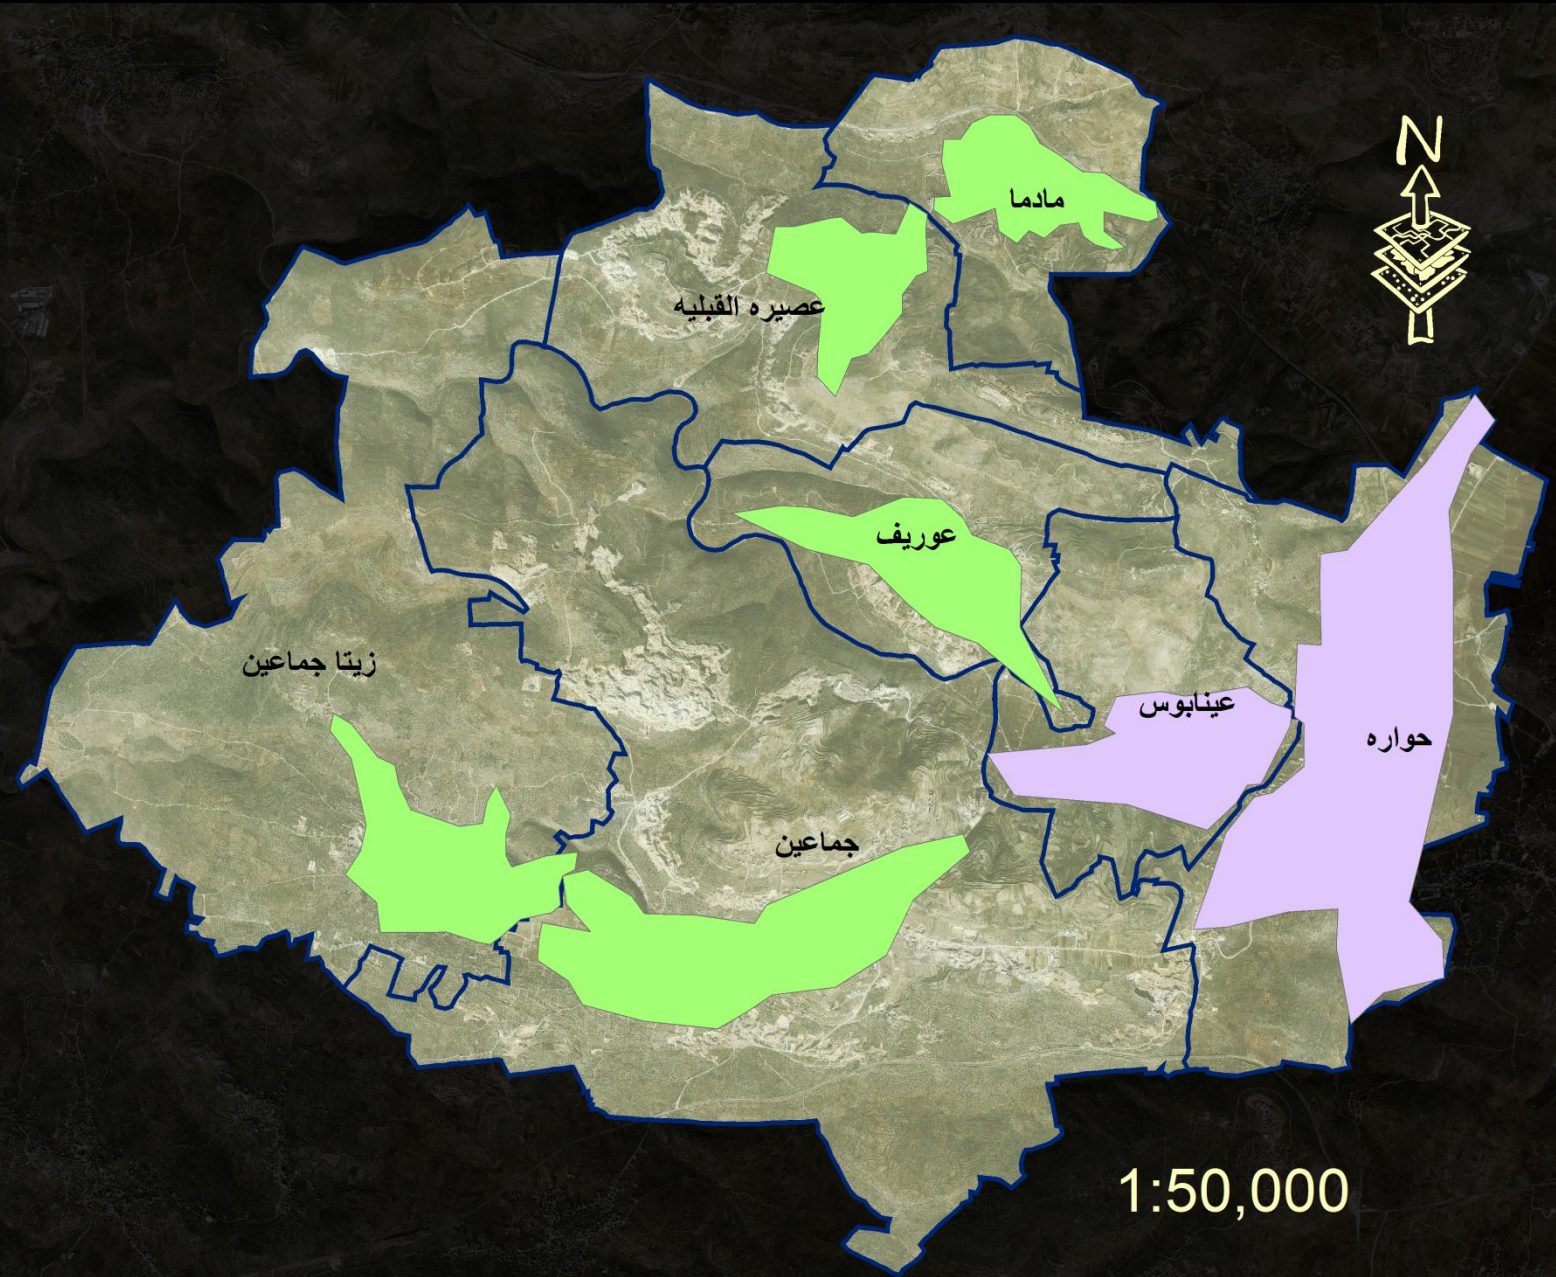 N
مادما
عصيره القبليه
عوريف
زيتا جماعين
عينابوس
حواره
جماعين
1:50,000